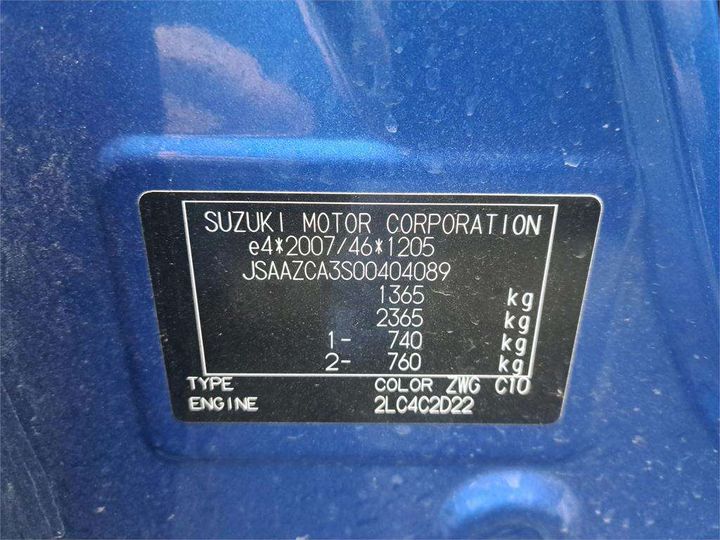 SUZUKI MOTOR CORPORATION
e4*2007/46*1205
JSAAZCA3S00404089
1365 kg
2365 kg
1- 740 kg
2- 760 kg
TYPE COLOR ZWG C10
ENGINE 2LC4C2D22